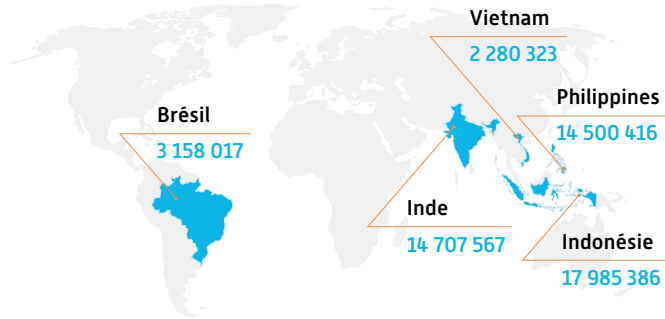 Vietnam
2 280 323
Philippines
14 500 416
Brésil
3 158 017
Inde
14 707 567
Indonésie
17 985 386